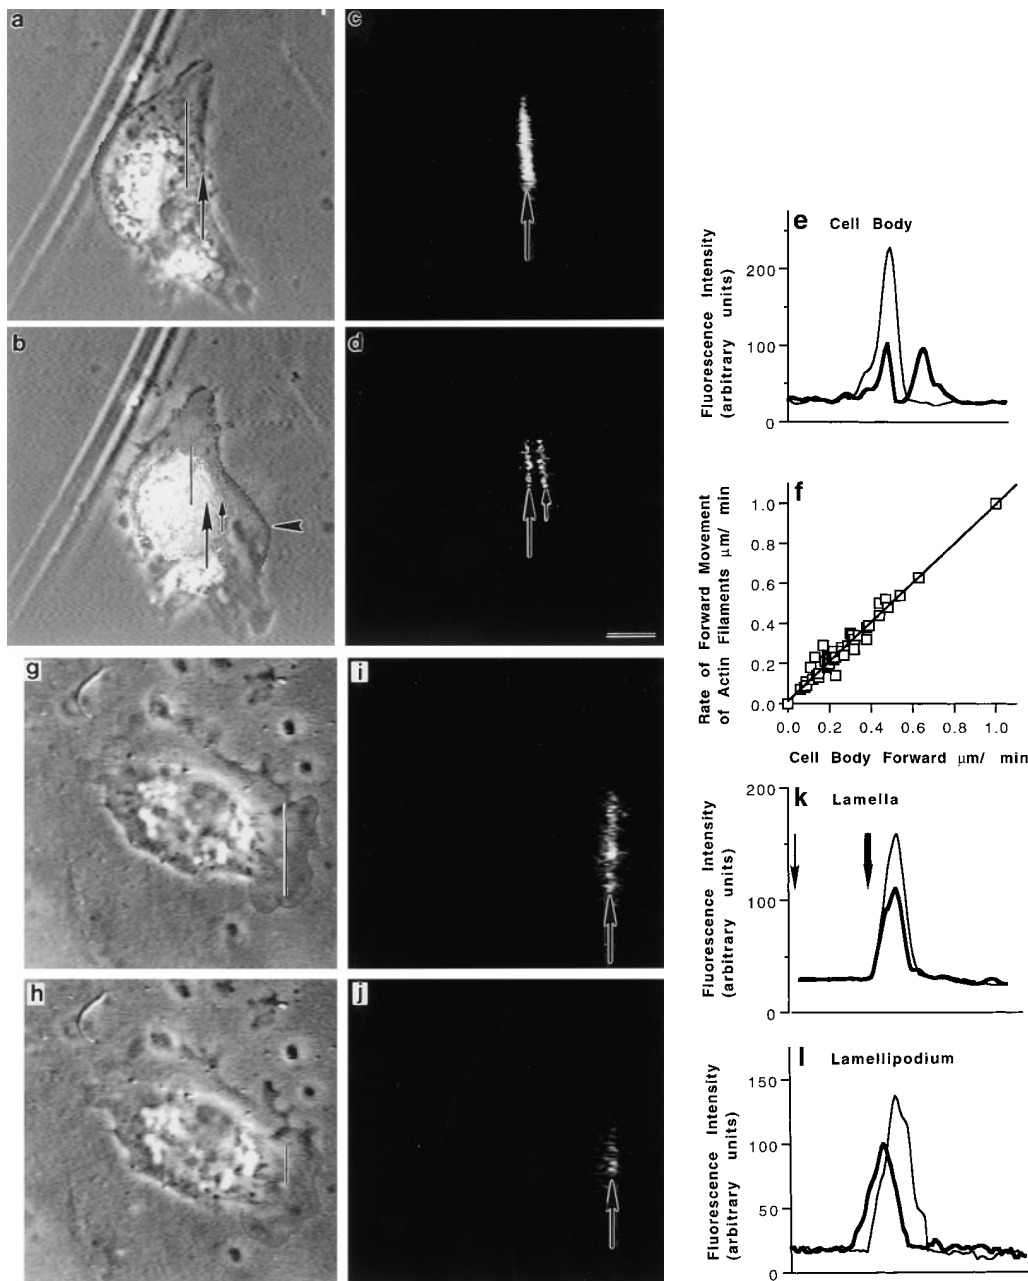 a
c
b
d
e Cell Body
Fluorescence Intensity
(arbitrary units)
200
100
0
f
Rate of Forward Movement
of Actin Filaments μm/ min
1.0
0.8
0.6
0.4
0.2
0.0
0.0 0.2 0.4 0.6 0.8 1.0
Cell Body Forward μm/ min
g
i
h
j
k Lamella
Fluorescence Intensity
(arbitrary units)
200
100
0
l Lamellipodium
Fluorescence Intensity
(arbitrary units)
150
100
50
0